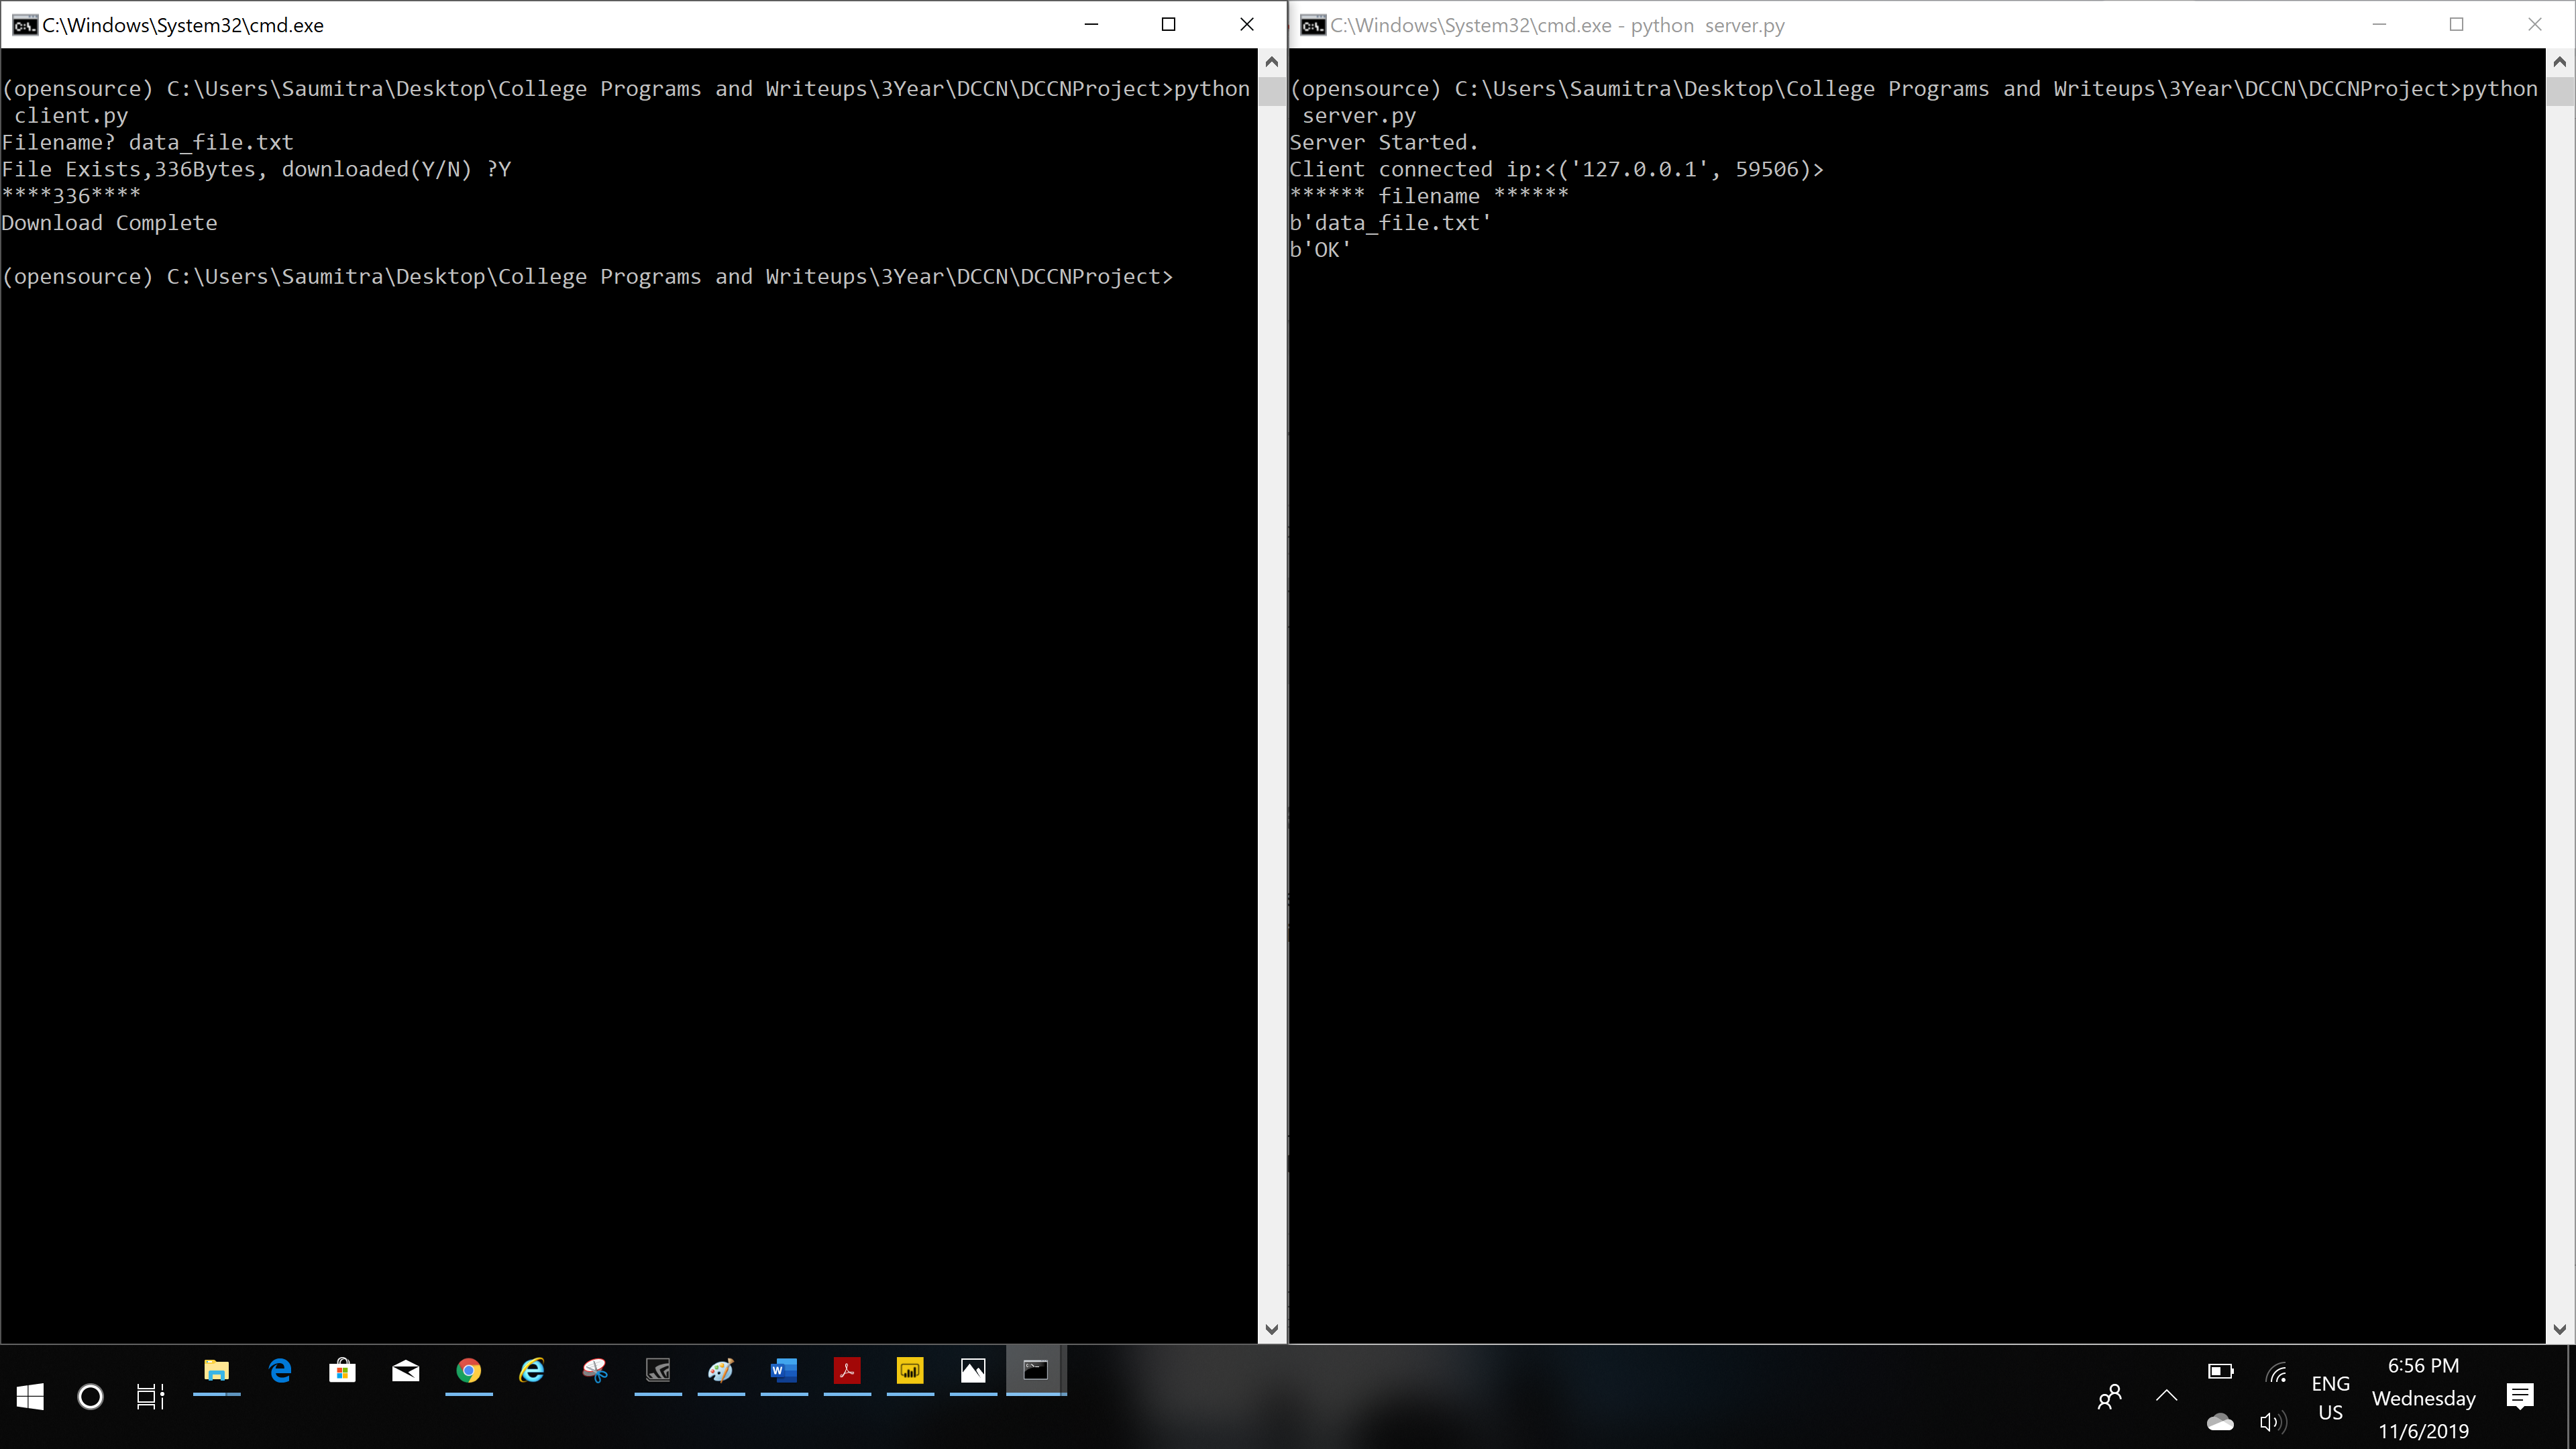 C:\Windows\System32\cmd.exe
(opensource) C:\Users\Saumitra\Desktop\College Programs and Writeups\3Year\DCCN\DCCNProject>python
 client.py
Filename? data_file.txt
File Exists,336Bytes, downloaded(Y/N) ?Y
****336****
Download Complete
(opensource) C:\Users\Saumitra\Desktop\College Programs and Writeups\3Year\DCCN\DCCNProject>
C:\Windows\System32\cmd.exe - python  server.py
(opensource) C:\Users\Saumitra\Desktop\College Programs and Writeups\3Year\DCCN\DCCNProject>python
 server.py
Server Started.
Client connected ip:<('127.0.0.1', 59506)>
****** filename ******
b'data_file.txt'
b'OK'
ENG
US
6:56 PM
Wednesday
11/6/2019